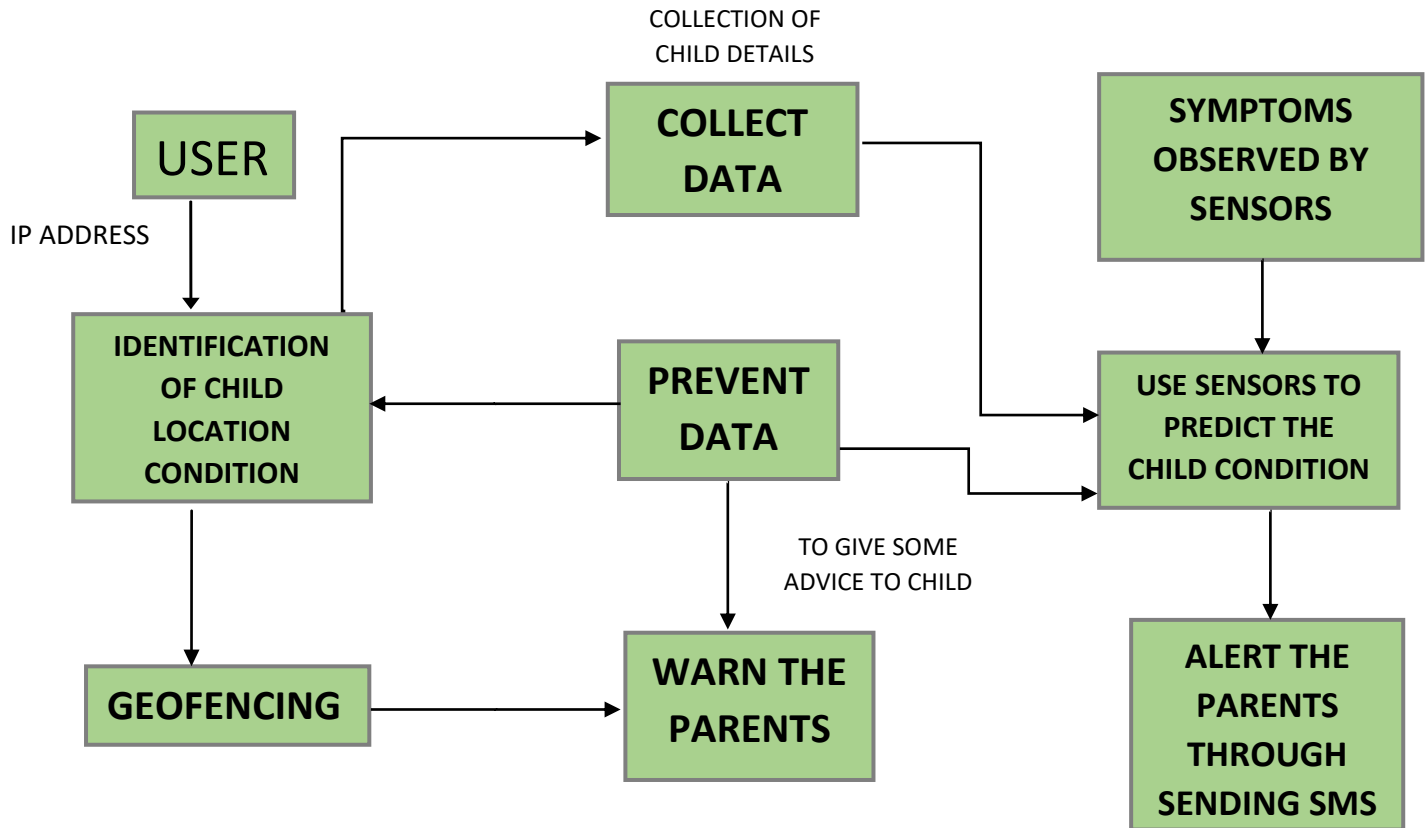 COLLECTION OF
CHILD DETAILS
USER
COLLECT
DATA
SYMPTOMS
OBSERVED BY
SENSORS
IP ADDRESS
IDENTIFICATION
OF CHILD
LOCATION
CONDITION
PREVENT
DATA
USE SENSORS TO
PREDICT THE
CHILD CONDITION
TO GIVE SOME
ADVICE TO CHILD
GEOFENCING
WARN THE
PARENTS
ALERT THE
PARENTS
THROUGH
SENDING SMS